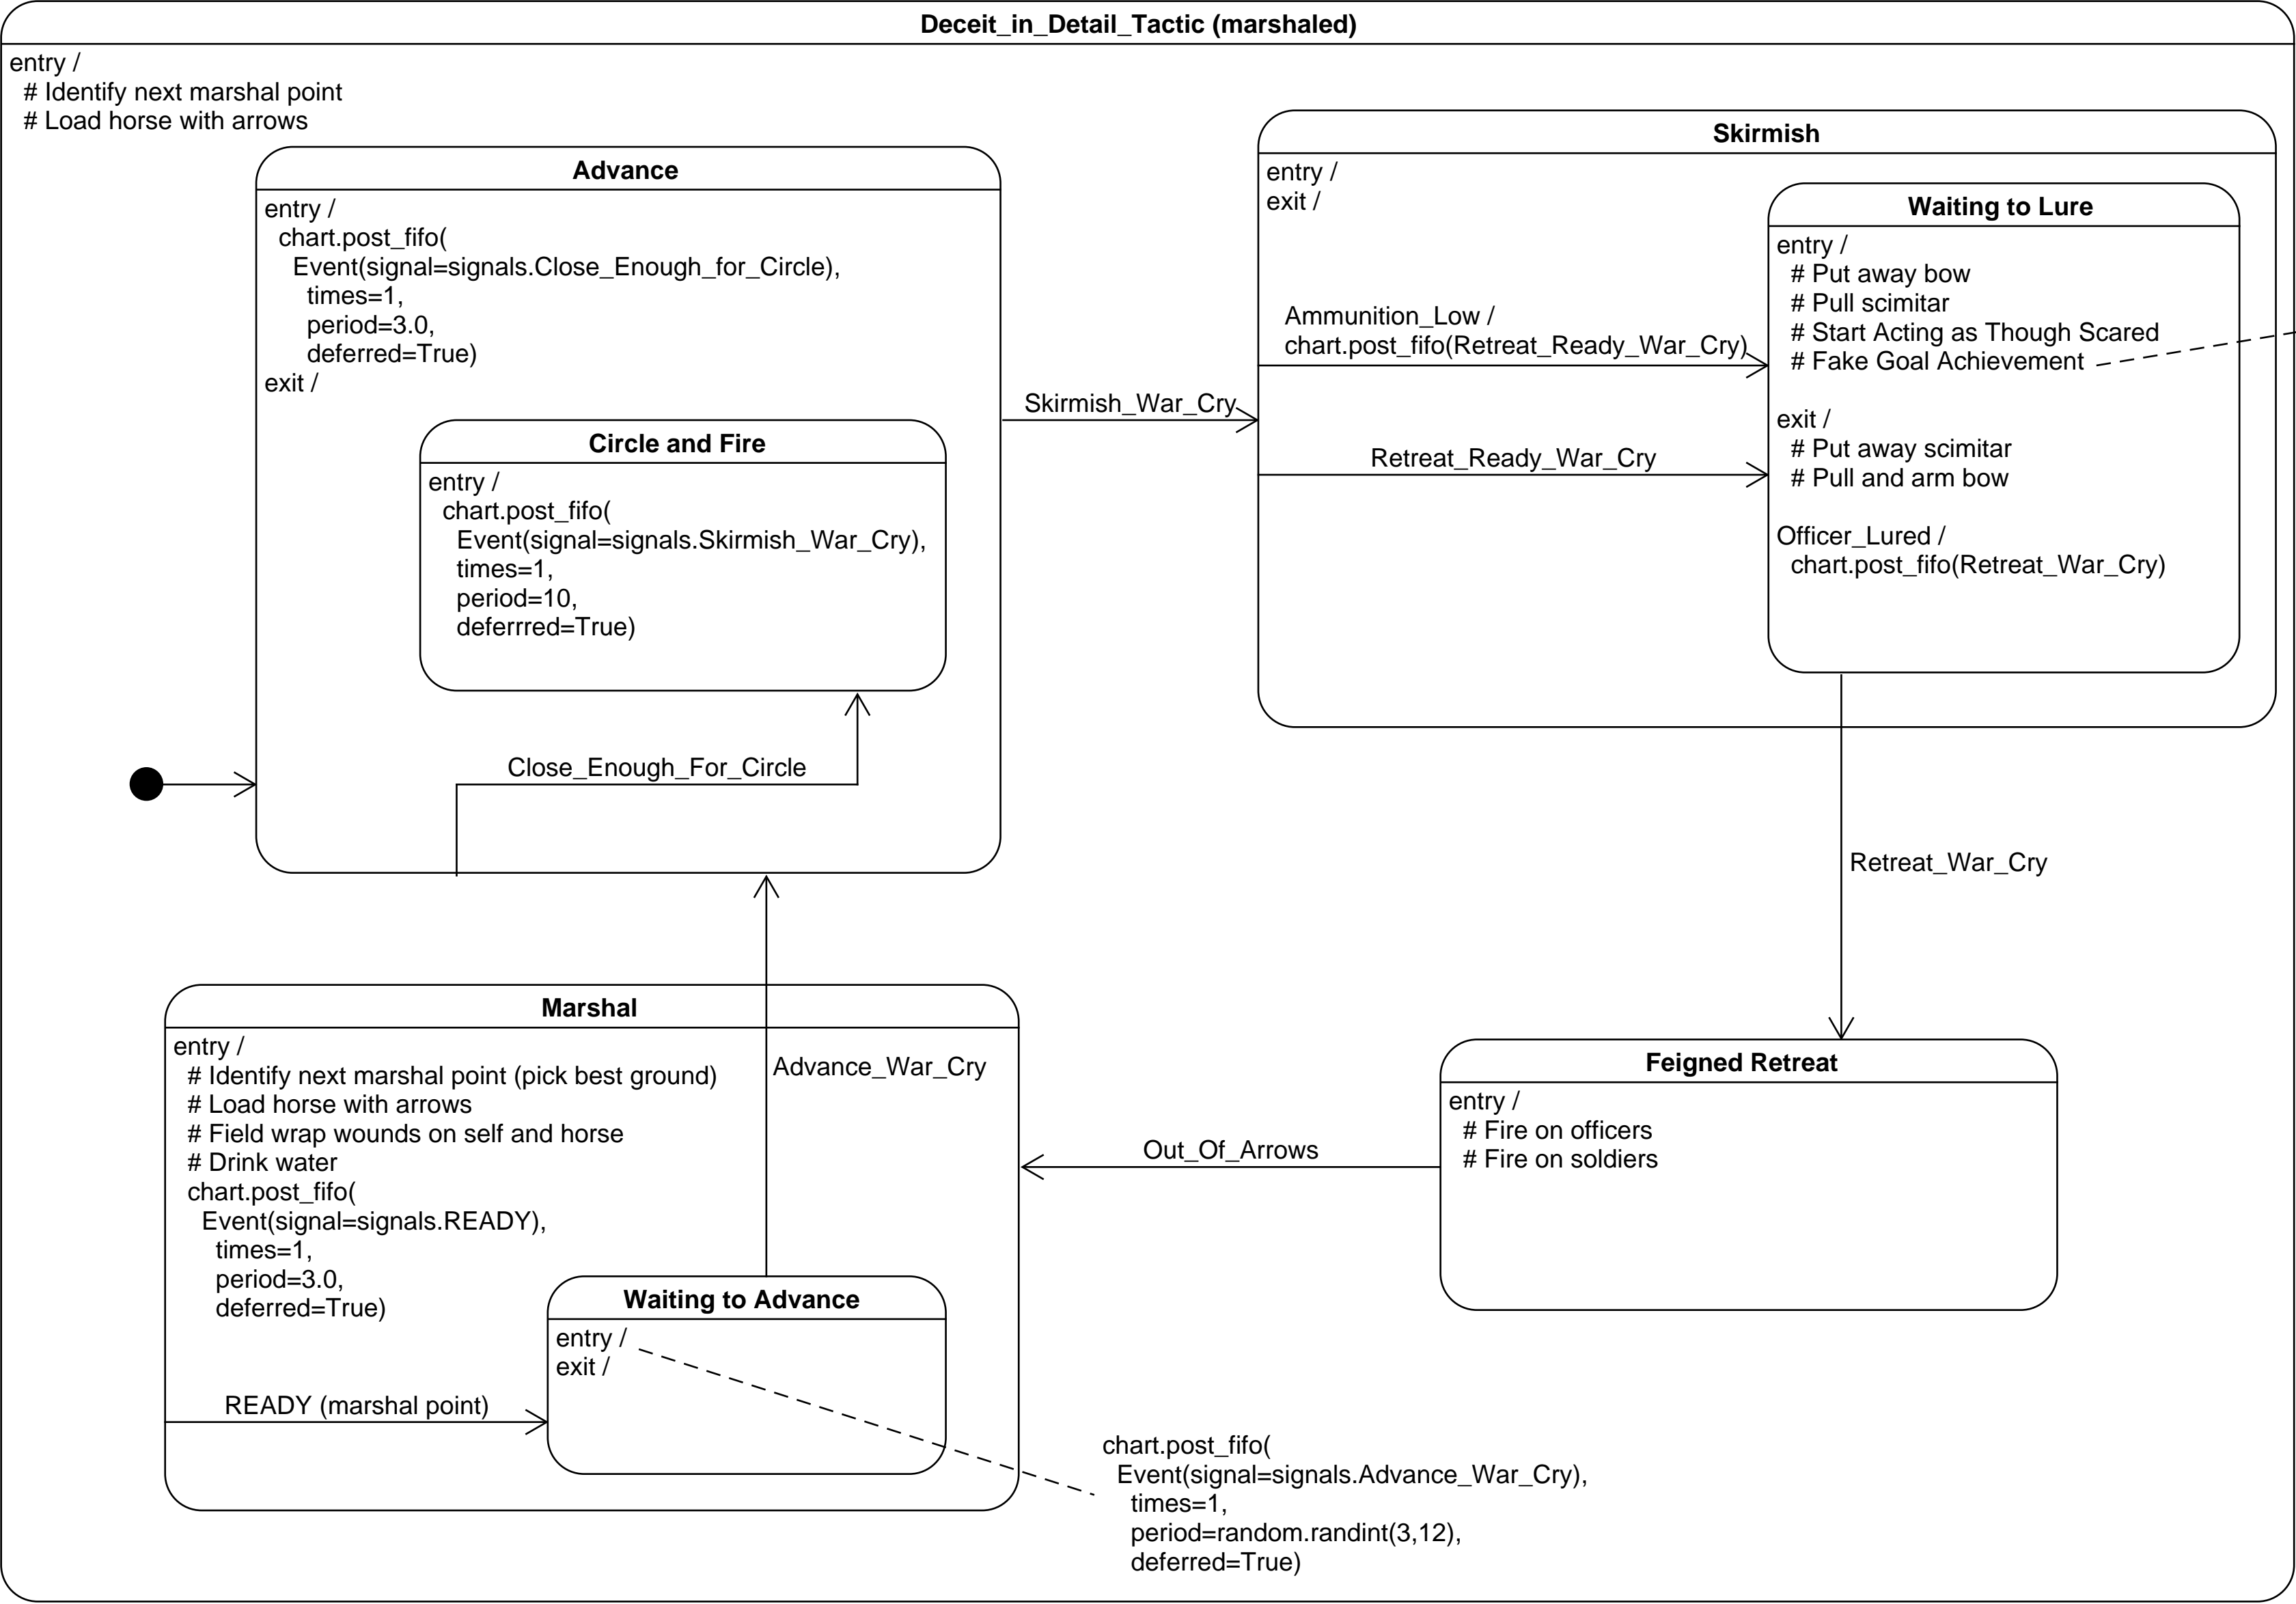 Deceit_in_Detail_Tactic (marshaled)
entry /
# Identify next marshal point
# Load horse with arrows
Advance
entry /
chart.post_fifo(
Event(signal=signals.Close_Enough_for_Circle),
times=1,
period=3.0,
deferred=True)
exit /
Circle and Fire
entry /
chart.post_fifo(
Event(signal=signals.Skirmish_War_Cry),
times=1,
period=10,
deferrred=True)
Close_Enough_For_Circle
Skirmish_War_Cry
Skirmish
entry /
exit /
Ammunition_Low /
chart.post_fifo(Retreat_Ready_War_Cry)
Retreat_Ready_War_Cry
Waiting to Lure
entry /
# Put away bow
# Pull scimitar
# Start Acting as Though Scared
# Fake Goal Achievement
exit /
# Put away scimitar
# Pull and arm bow
Officer_Lured /
chart.post_fifo(Retreat_War_Cry)
Retreat_War_Cry
Marshal
entry /
# Identify next marshal point (pick best ground)
# Load horse with arrows
# Field wrap wounds on self and horse
# Drink water
chart.post_fifo(
Event(signal=signals.READY),
times=1,
period=3.0,
deferred=True)
READY (marshal point)
Advance_War_Cry
Waiting to Advance
entry /
exit /
Out_Of_Arrows
Feigned Retreat
entry /
# Fire on officers
# Fire on soldiers
chart.post_fifo(
Event(signal=signals.Advance_War_Cry),
times=1,
period=random.randint(3,12),
deferred=True)